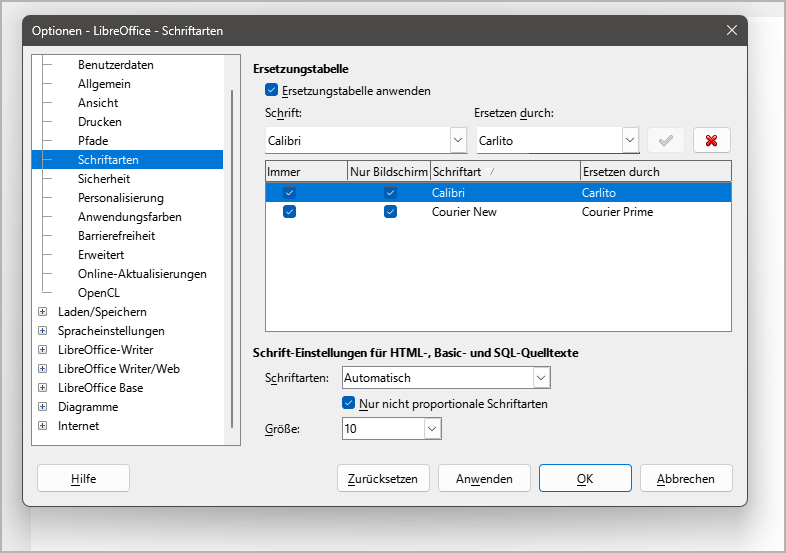 Optionen - LibreOffice - Schriftarten
Benutzerdaten
Allgemein
Ansicht
Drucken
Pfade
Schriftarten
Sicherheit
Personalisierung
Anwendungsfarben
Barrierefreiheit
Erweitert
Online-Aktualisierungen
OpenCL
Laden/Speichern
Spracheinstellungen
LibreOffice-Writer
LibreOffice Writer/Web
LibreOffice Base
Diagramme
Internet
Ersetzungstabelle
Ersetzungstabelle anwenden
Schrift: Ersetzen durch:
Calibri Carlito
Immer Nur Bildschirm Schriftart Ersetzen durch
Calibri Carlito
Courier New Courier Prime
Schrift-Einstellungen für HTML-, Basic- und SQL-Quelltexte
Schriftarten: Automatisch
Nur nicht proportionale Schriftarten
Größe: 10
Hilfe Zurücksetzen Anwenden OK Abbrechen